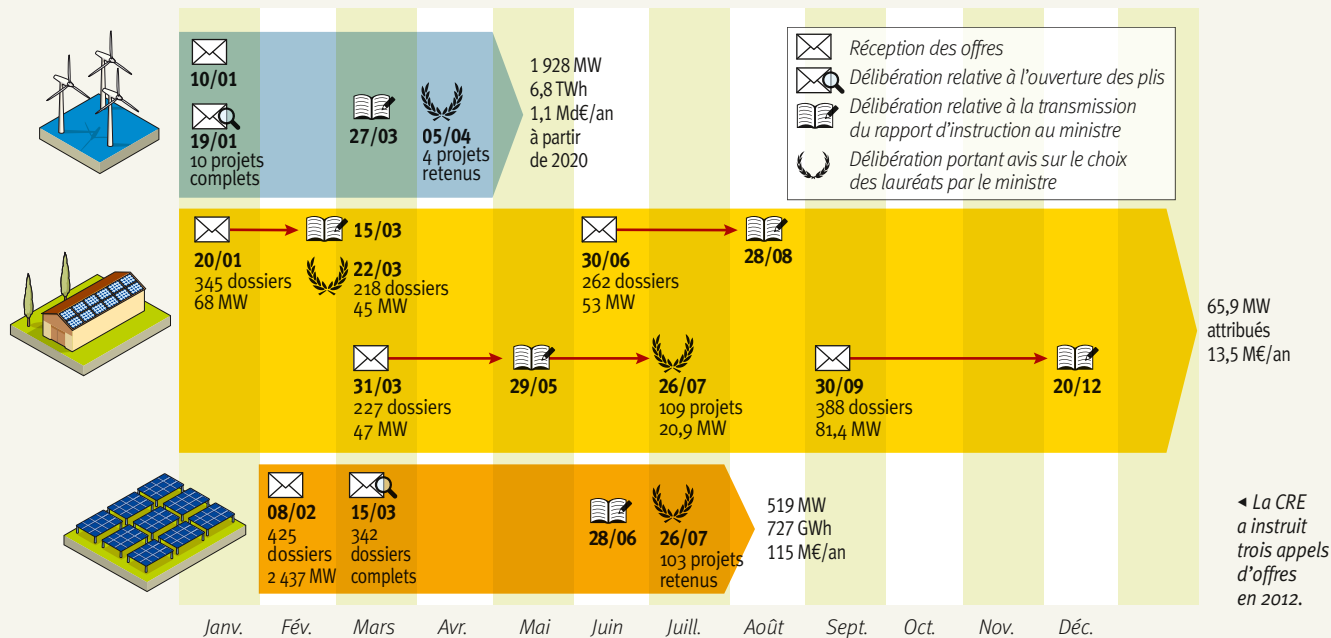 10/01
19/01
10 projets
complets
27/03
05/04
4 projets
retenus
1 928 MW
6,8 TWh
1,1 Md€/an
à partir
de 2020
Réception des offres
Délibération relative à l'ouverture des plis
Délibération relative à la transmission
du rapport d'instruction au ministre
Délibération portant avis sur le choix
des lauréats par le ministre
20/01
345 dossiers
68 MW
15/03
22/03
218 dossiers
45 MW
30/06
262 dossiers
53 MW
28/08
31/03
227 dossiers
47 MW
29/05
26/07
109 projets
20,9 MW
30/09
388 dossiers
81,4 MW
20/12
65,9 MW
attribués
13,5 M€/an
08/02
425
dossiers
2 437 MW
15/03
342
dossiers
complets
28/06
26/07
103 projets
retenus
519 MW
727 GWh
115 M€/an
◄ La CRE
a instruit
trois appels
d'offres
en 2012.
Janv. Fév. Mars Avr. Mai Juin Juill. Août Sept. Oct. Nov. Déc.